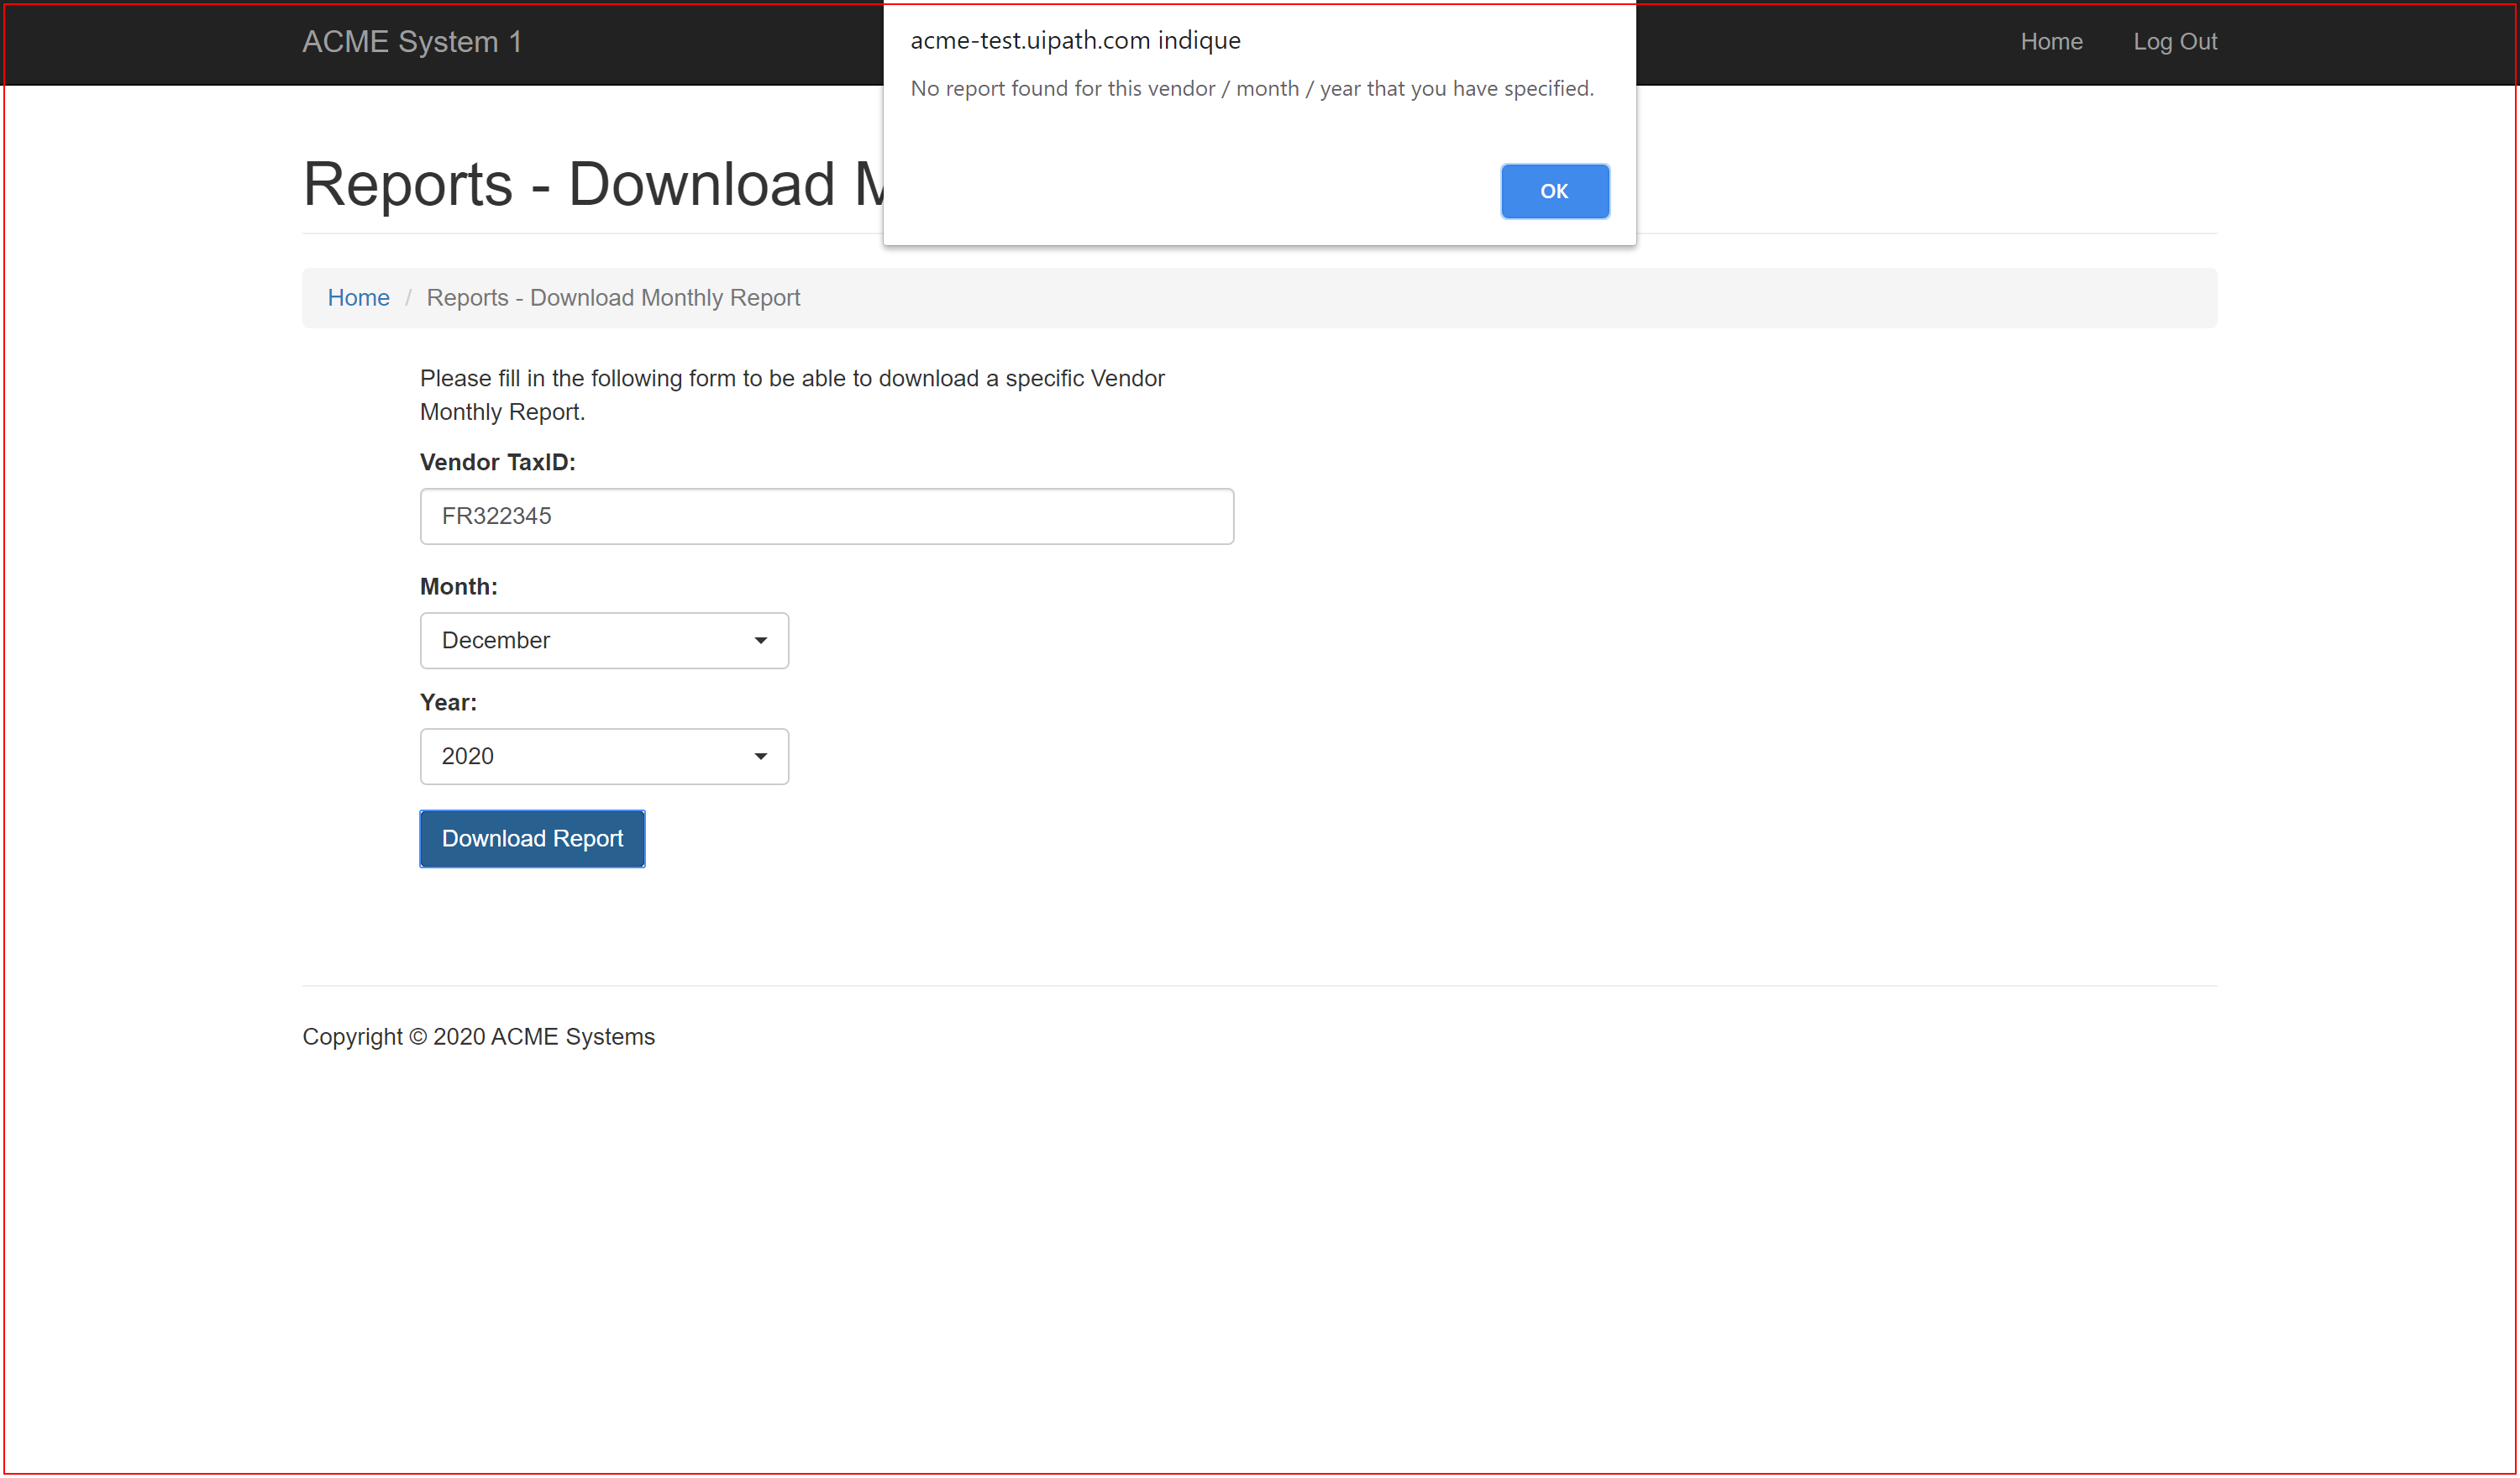 ACME System 1
Home
Log Out
acme-test.uipath.com indique
No report found for this vendor / month / year that you have specified.
OK
Reports - Download
Home / Reports - Download Monthly Report
Please fill in the following form to be able to download a specific Vendor
Monthly Report.
Vendor TaxID:
FR322345
Month:
December
Year:
2020
Download Report
Copyright © 2020 ACME Systems